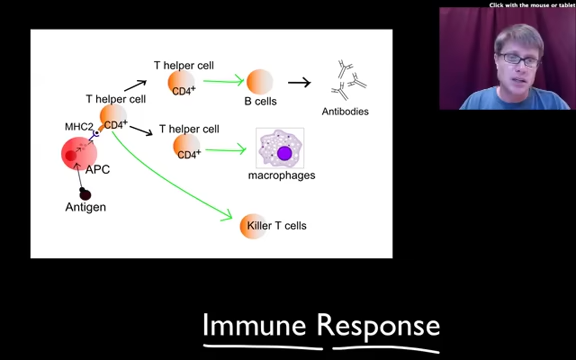 Click with the mouse or tablet
T helper cell
CD4+
B cells
Antibodies
T helper cell
CD4+
MHC2
T helper cell
CD4+
macrophages
APC
Antigen
Killer T cells
Immune Response